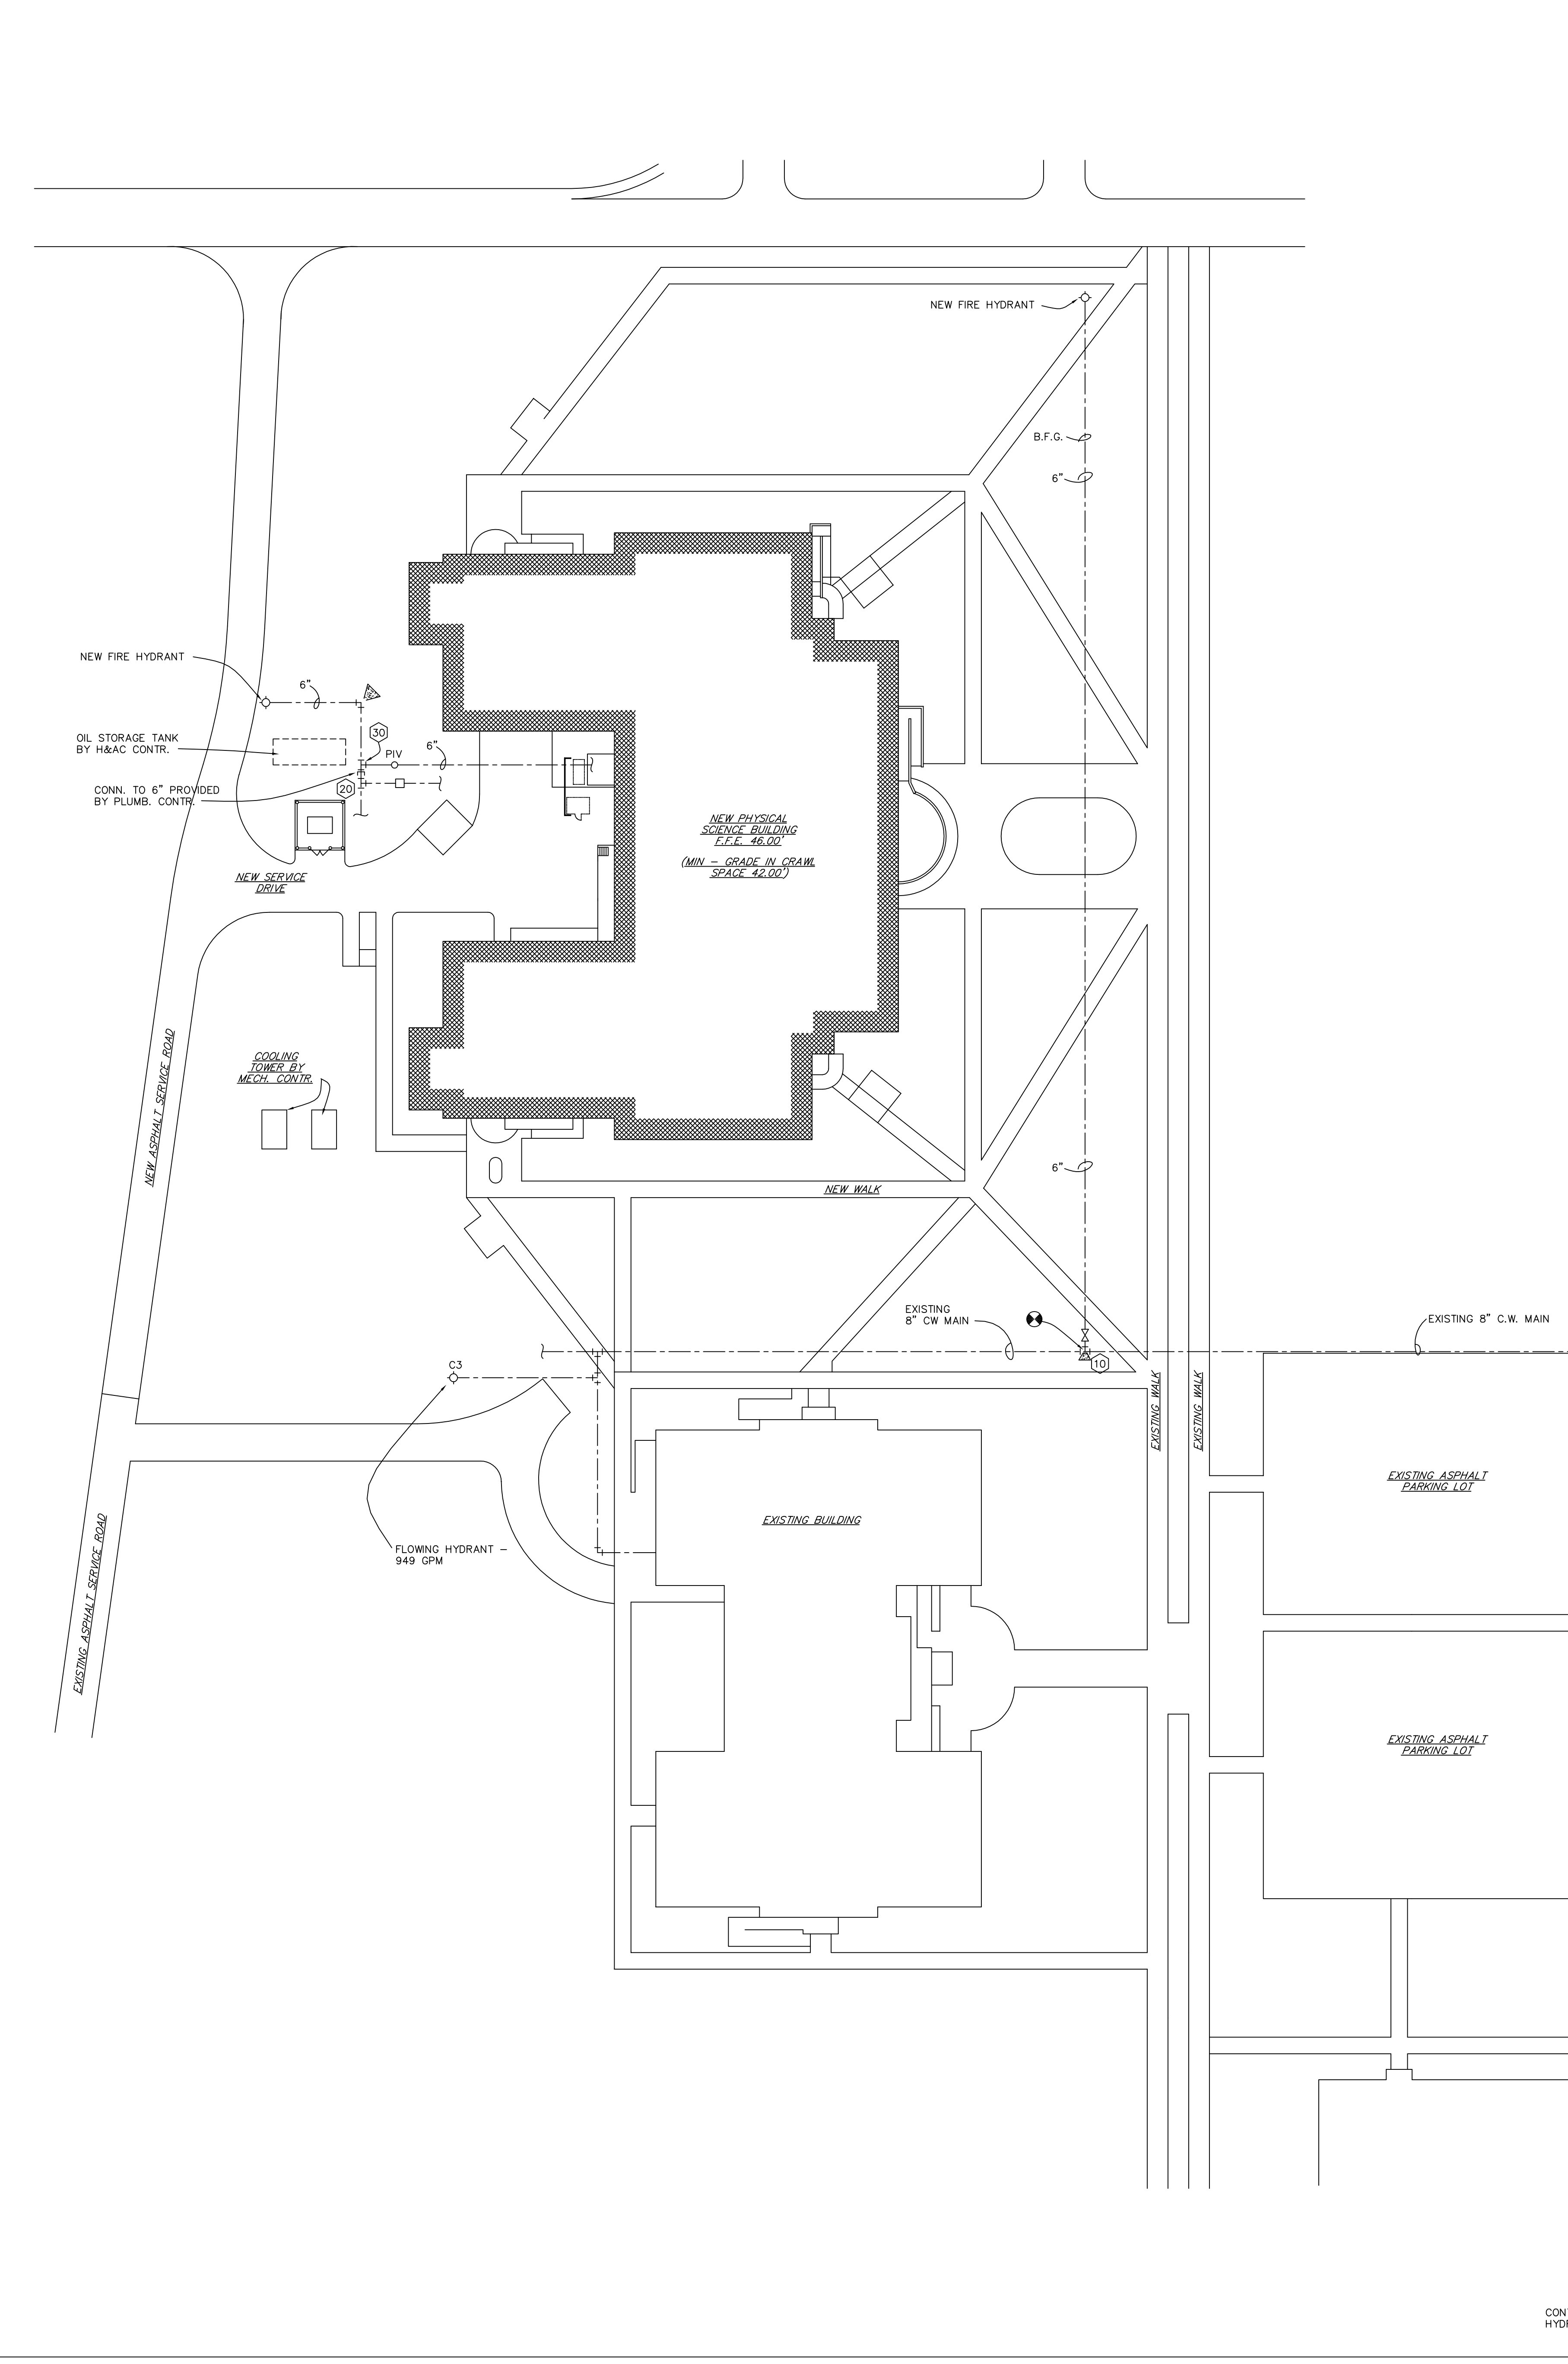 NEW FIRE HYDRANT
B.F.G.
6"
NEW FIRE HYDRANT
6"
30
PIV
6"
OIL STORAGE TANK
BY H&AC CONTR.
CONN. TO 6" PROVIDED
BY PLUMB. CONTR.
20
NEW PHYSICAL
SCIENCE BUILDING
F.F.E. 46.00'
(MIN – GRADE IN CRAWL
SPACE 42.00')
NEW SERVICE
DRIVE
NEW ASPHALT SERVICE ROAD
COOLING
TOWER BY
MECH. CONTR.
6"
NEW WALK
EXISTING
8" CW MAIN
EXISTING 8" C.W. MAIN
10
C3
EXISTING WALK
EXISTING WALK
EXISTING ASPHALT
PARKING LOT
EXISTING BUILDING
FLOWING HYDRANT –
949 GPM
EXISTING ASPHALT SERVICE ROAD
EXISTING ASPHALT
PARKING LOT